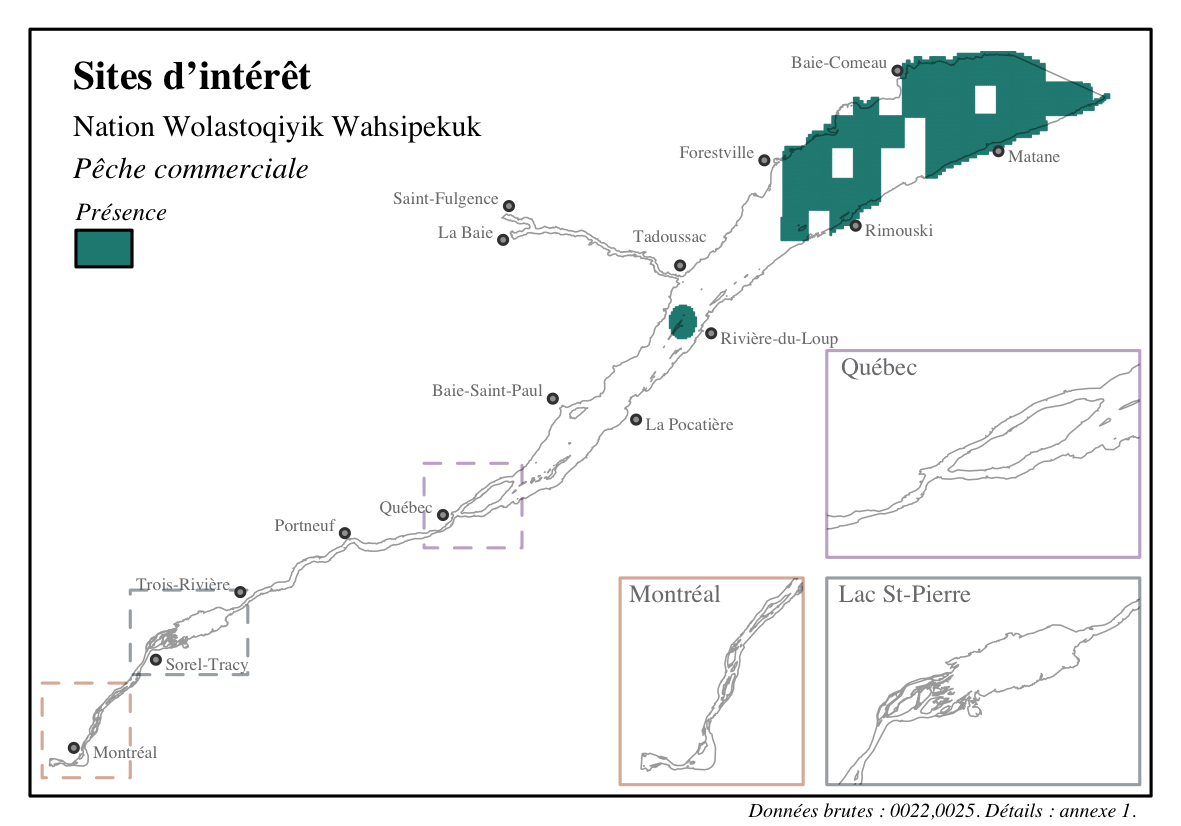 Sites d’intérêt
Nation Wolastoqiyik Wahsipekuk
Pêche commerciale
Présence
Baie-Comeau
Forestville
Matane
Saint-Fulgence
La Baie
Tadoussac
Rimouski
Rivière-du-Loup
Baie-Saint-Paul
La Pocatière
Québec
Portneuf
Trois-Rivière
Sorel-Tracy
Montréal
Québec
Montréal
Lac St-Pierre
Données brutes : 0022,0025. Détails : annexe 1.